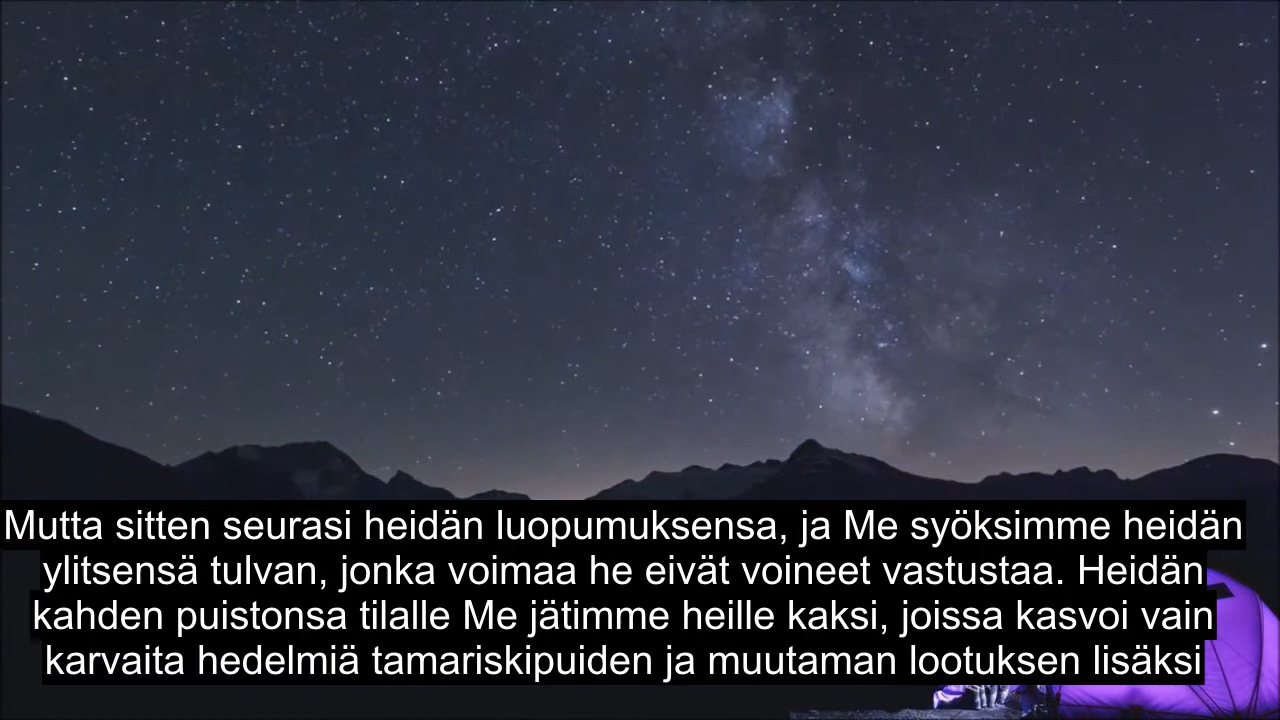 Mutta sitten seurasi heidän luopumuksensa, ja Me syöksimme heidän
ylitsensä tulvan, jonka voimaa he eivät voineet vastustaa. Heidän
kahden puistonsa tilalle Me jätimme heille kaksi, joissa kasvoi vain
karvaita hedelmiä tamariskipuiden ja muutaman lootuksen lisäksi